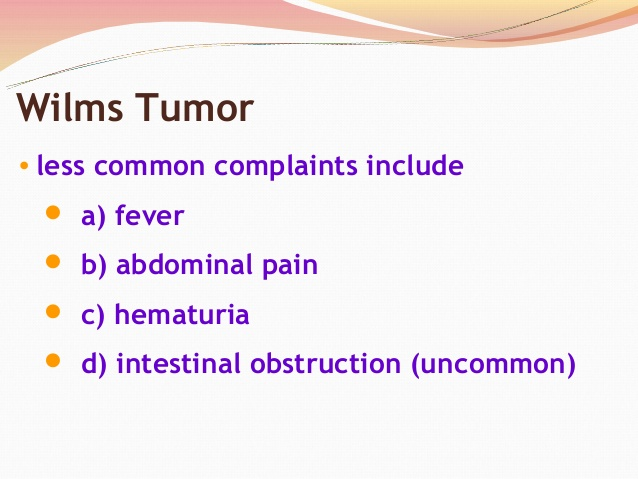 Wilms Tumor
• less common complaints include
• a) fever
• b) abdominal pain
• c) hematuria
• d) intestinal obstruction (uncommon)